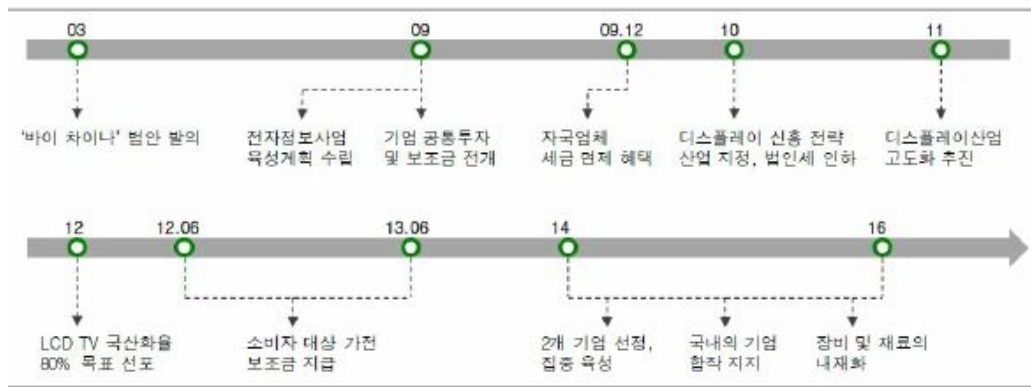 03 09 09.12 10 11
'바이 차이나' 법안 발의
전자정보사업
육성계획 수립
기업 공통투자
및 보조금 전개
자국업체
세금 면제 혜택
디스플레이 신흥 전략
산업 지정, 법인세 인하
디스플레이산업
고도화 추진
12 12.06 13.06 14 16
LCD TV 국산화율
80% 목표 선포
소비자 대상 가전
보조금 지급
2개 기업 선정,
집중 육성
국내외 기업
합작 지지
장비 및 재료의
내재화